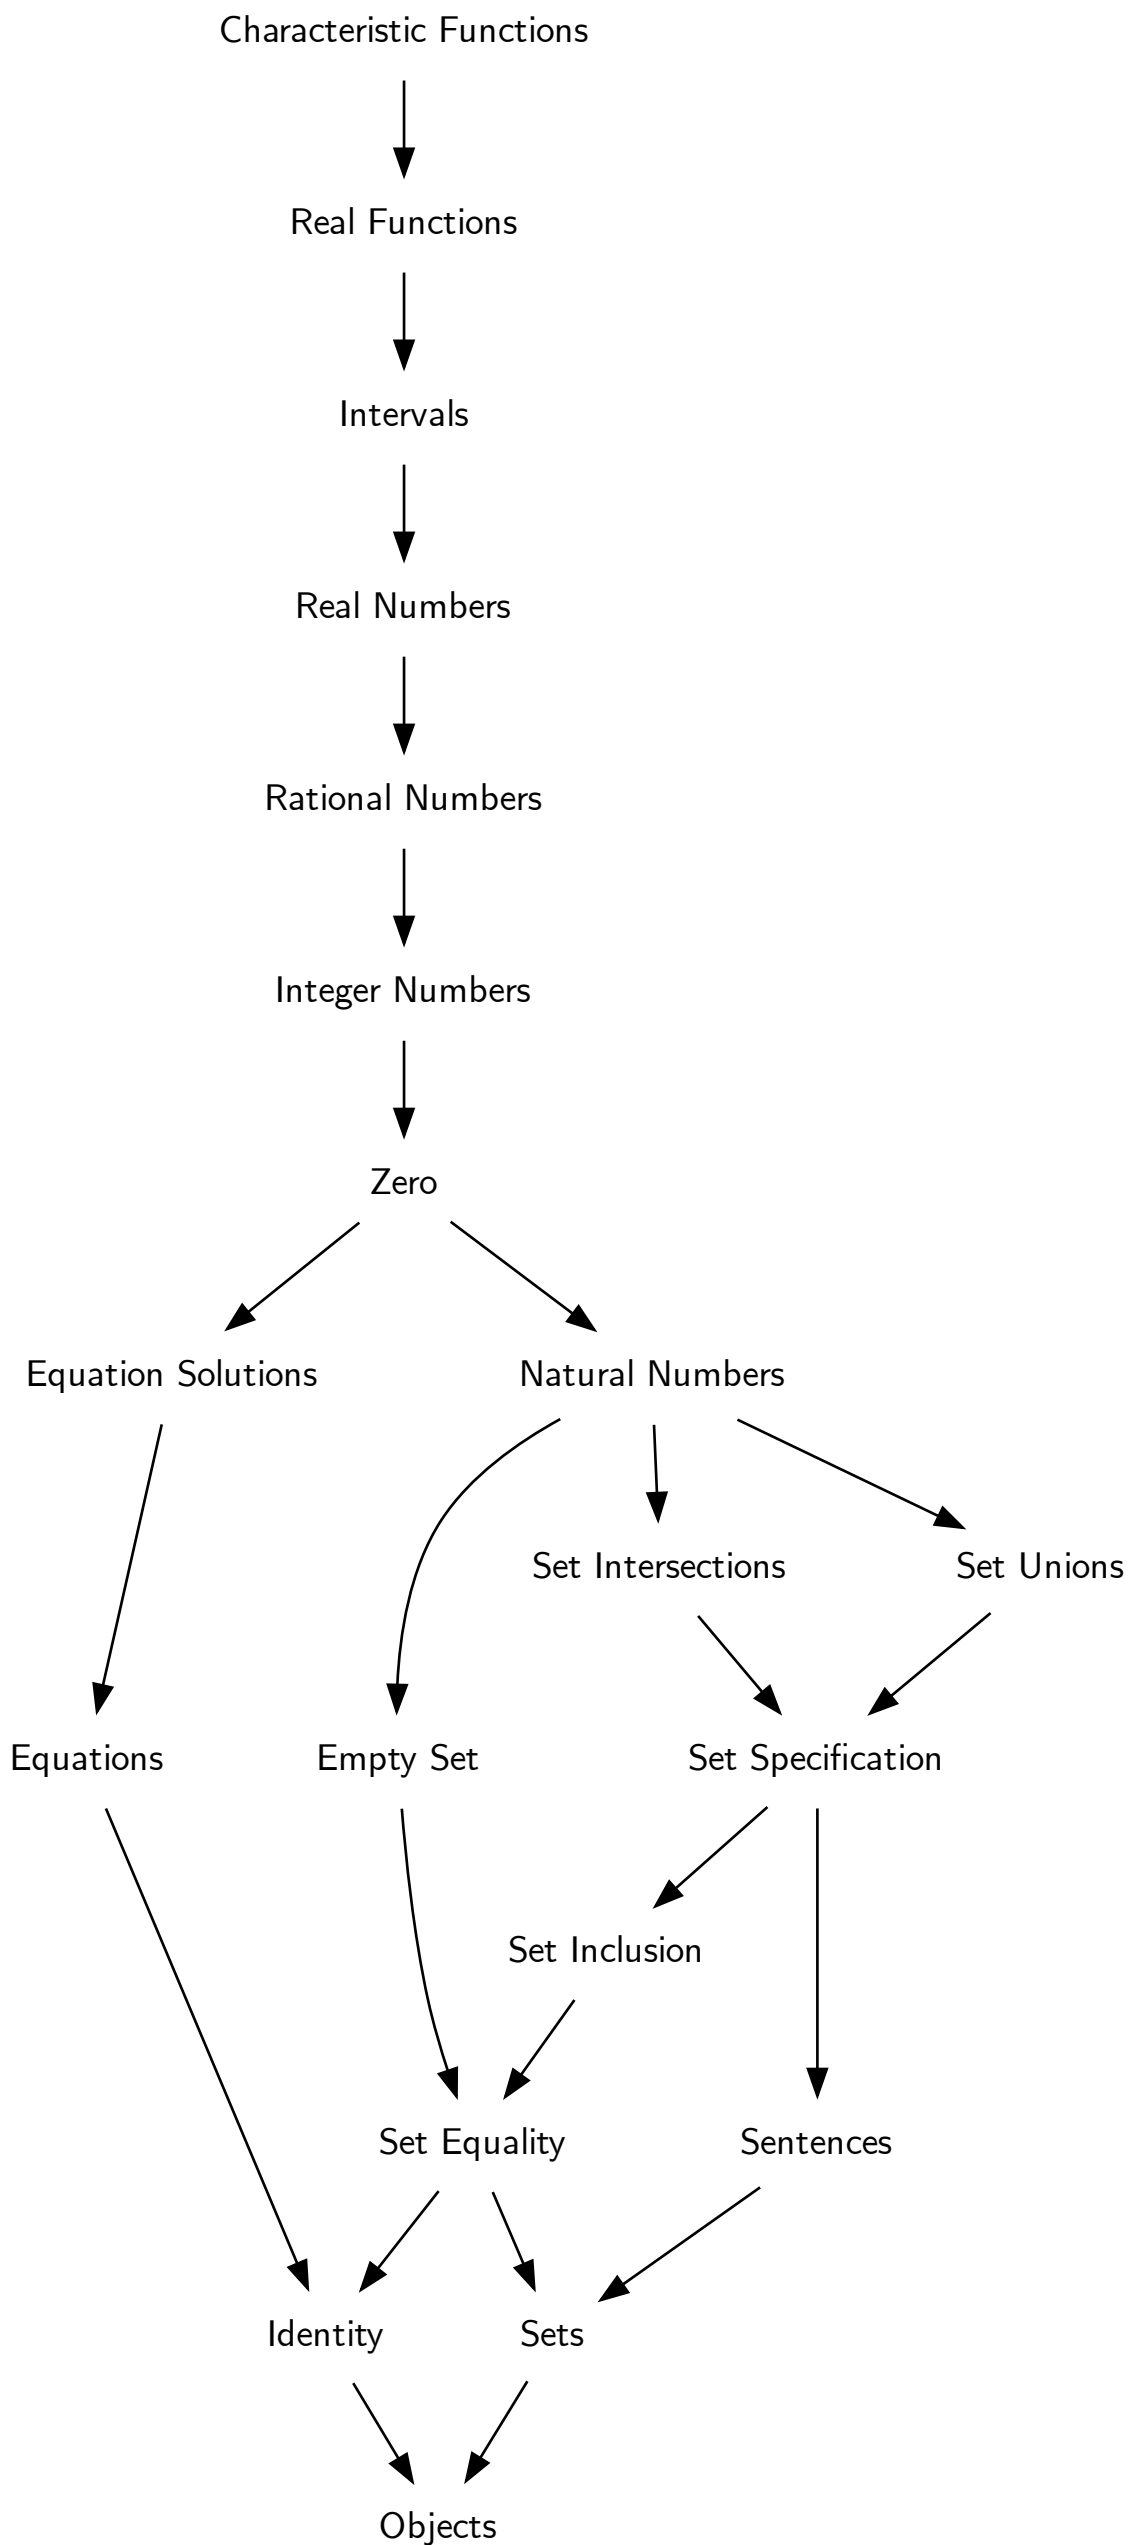 Characteristic Functions
Real Functions
Intervals
Real Numbers
Rational Numbers
Integer Numbers
Zero
Equation Solutions
Natural Numbers
Set Intersections
Set Unions
Equations
Empty Set
Set Specification
Set Inclusion
Set Equality
Sentences
Identity
Sets
Objects